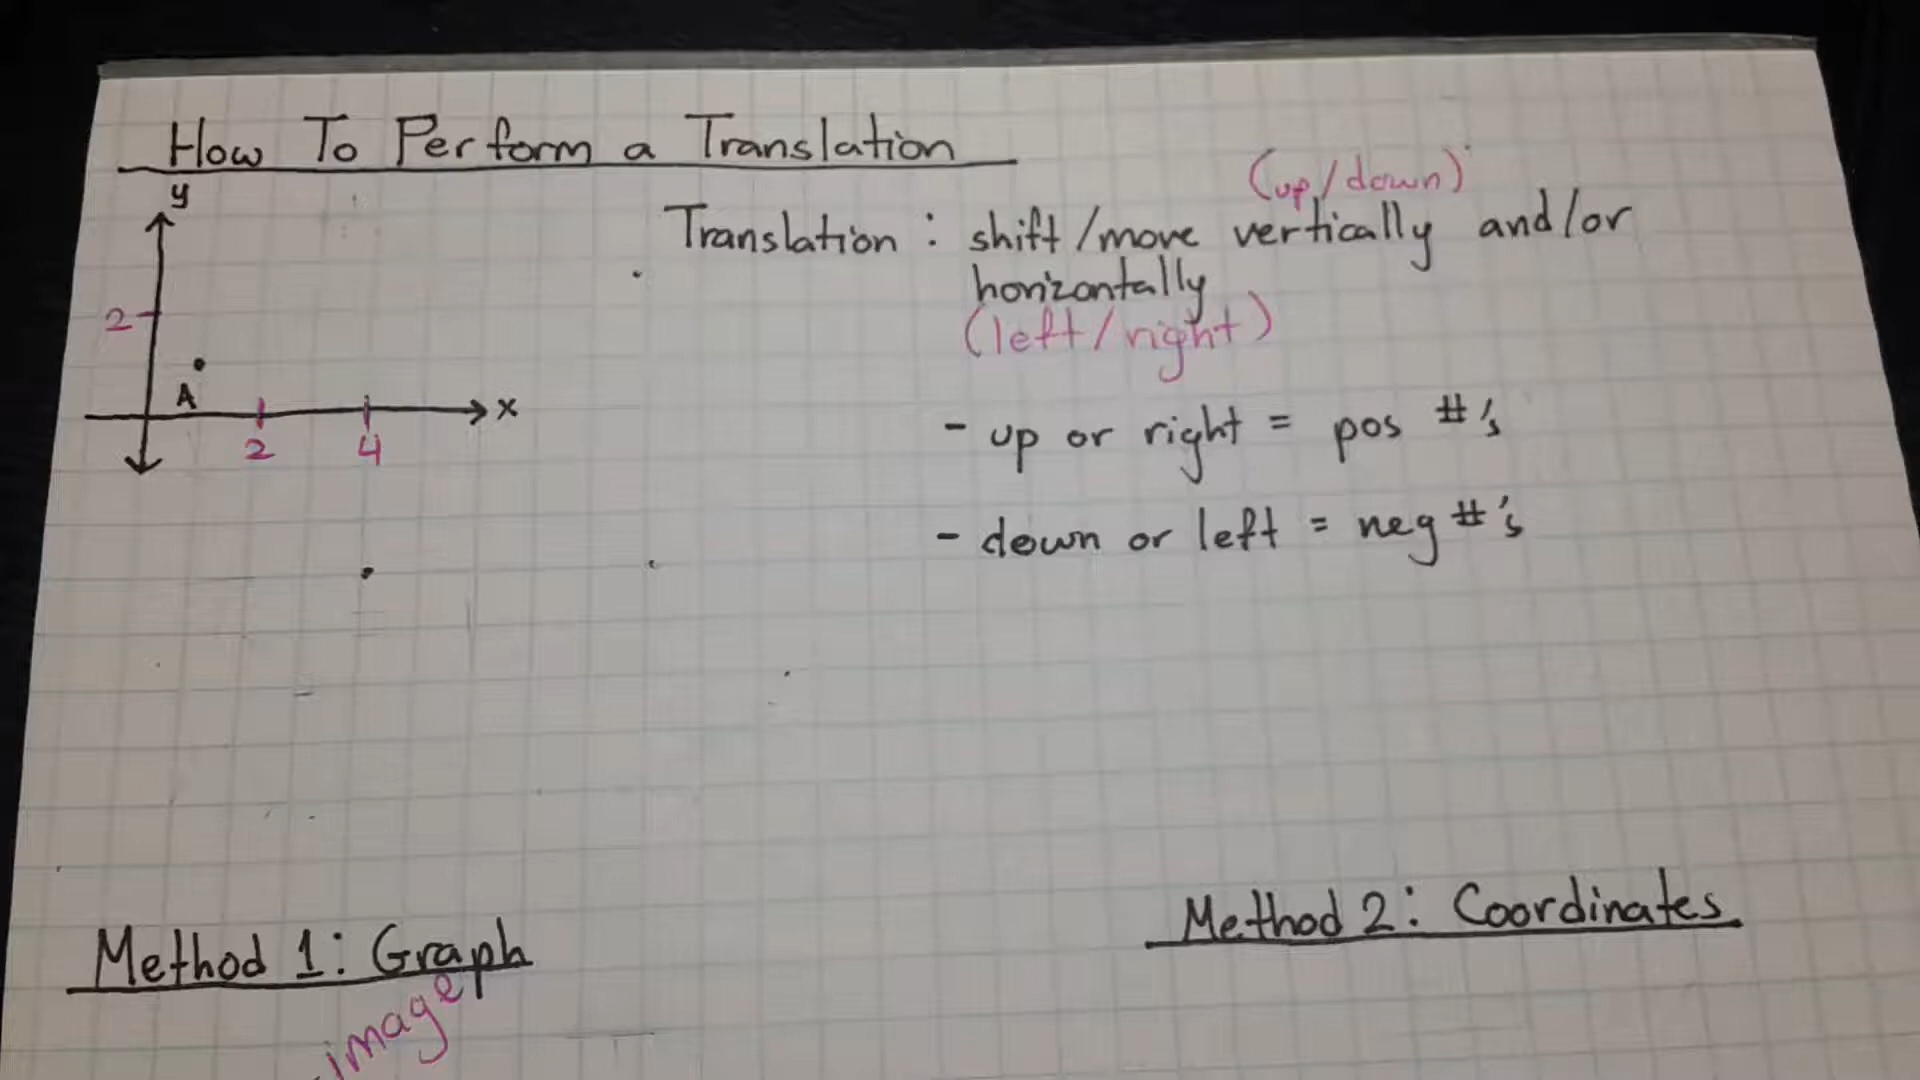 How To Perform a Translation
y
(up/down)
Translation : shift/move vertically and/or
horizontally
(left/right)
2
A
x
2 4
- up or right = pos #'s
- down or left = neg #'s
Method 1: Graph
Method 2: Coordinates
image